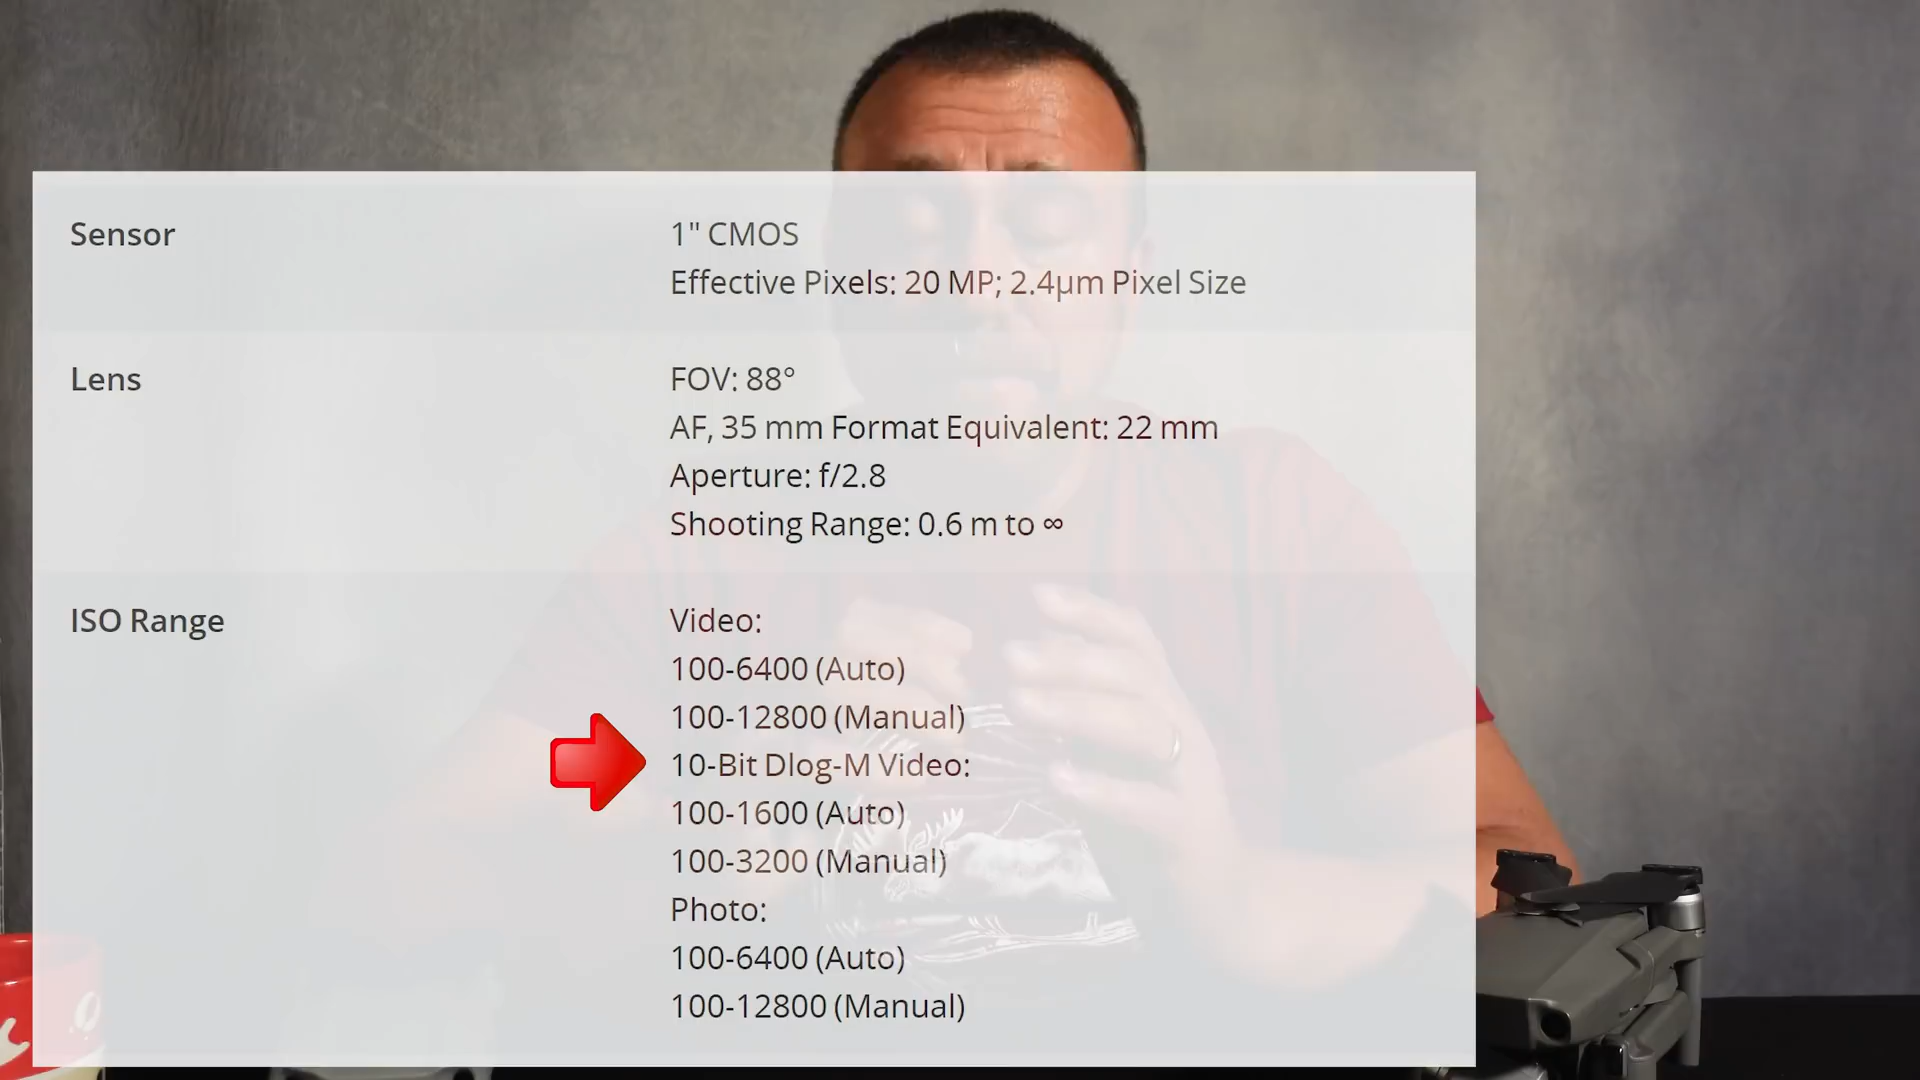 Sensor
1" CMOS
Effective Pixels: 20 MP; 2.4μm Pixel Size
Lens
FOV: 88°
AF, 35 mm Format Equivalent: 22 mm
Aperture: f/2.8
Shooting Range: 0.6 m to ∞
ISO Range
Video:
100-6400 (Auto)
100-12800 (Manual)
10-Bit Dlog-M Video:
100-1600 (Auto)
100-3200 (Manual)
Photo:
100-6400 (Auto)
100-12800 (Manual)